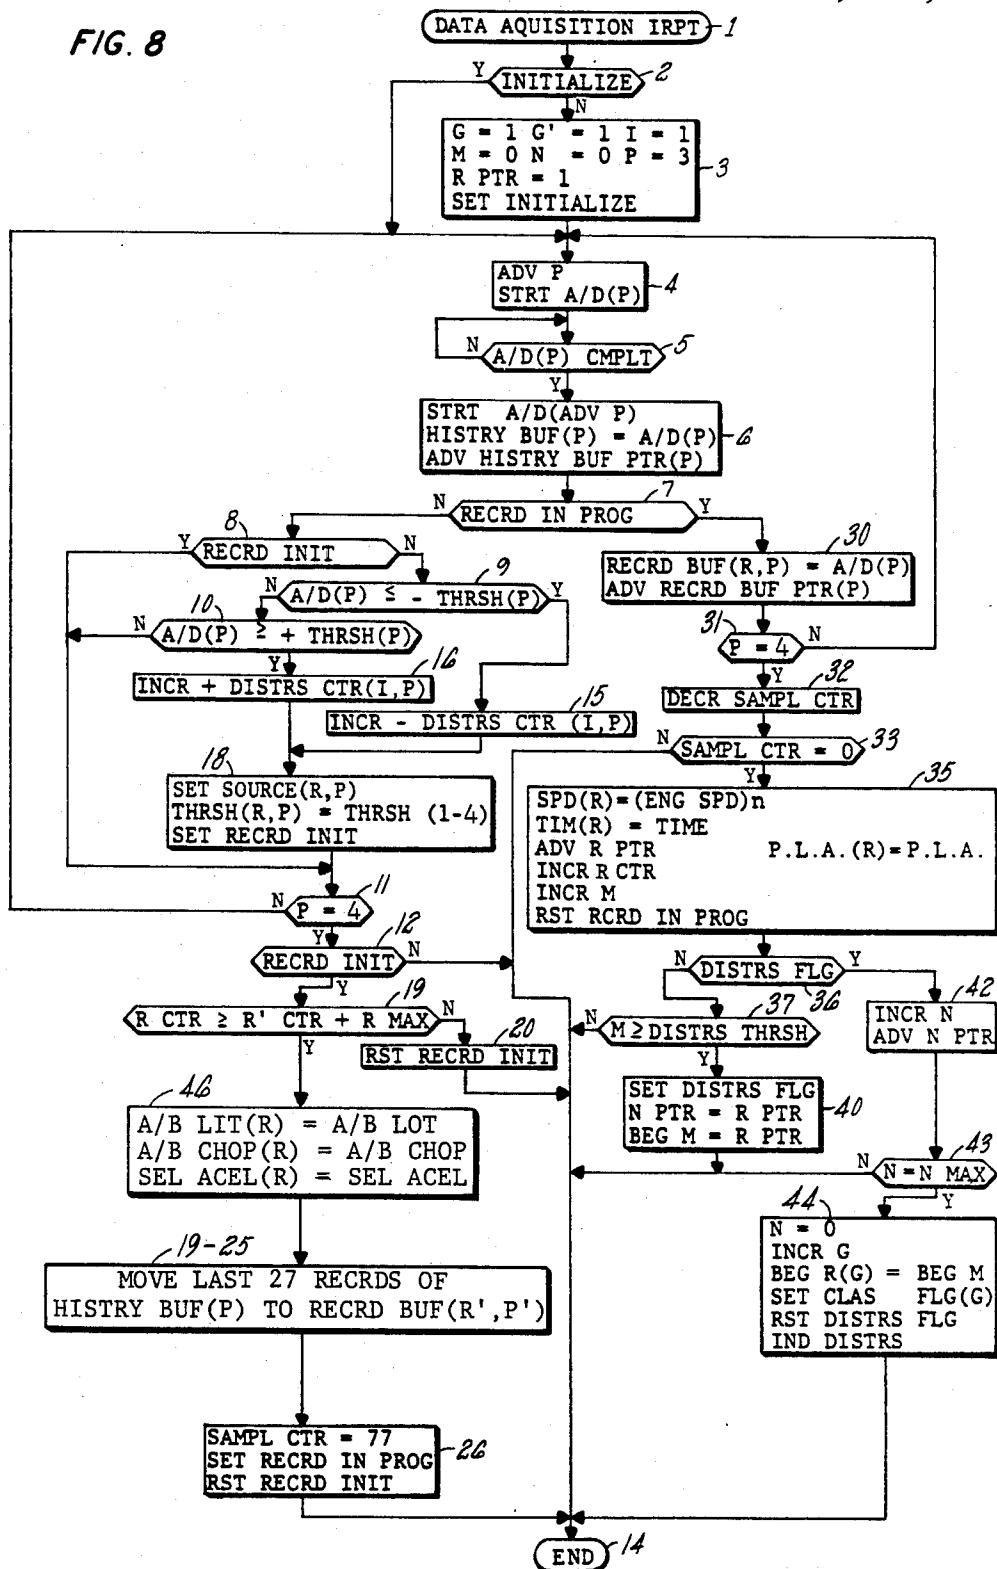 FIG. 8
DATA AQUISITION IRPT
1
Y
INITIALIZE
2
N
G = 1 G' = 1 I = 1
M = 0 N = 0 P = 3
R PTR = 1
SET INITIALIZE
3
ADV P
STRT A/D(P)
4
N
A/D(P) CMPLT
5
Y
STRT A/D(ADV P)
HISTRY BUF(P) = A/D(P)
ADV HISTRY BUF PTR(P)
6
7
N
RECRD IN PROG
Y
8
Y
RECRD INIT
N
9
N
A/D(P) ≤ - THRSH(P)
Y
10
N
A/D(P) ≥ + THRSH(P)
Y
16
INCR + DISTRS CTR(I,P)
15
INCR - DISTRS CTR (I,P)
18
SET SOURCE(R,P)
THRSH(R,P) = THRSH (1-4)
SET RECRD INIT
11
N
P = 4
Y
12
RECRD INIT
N
Y
19
R CTR ≥ R' CTR + R MAX
N
Y
20
RST RECRD INIT
46
A/B LIT(R) = A/B LOT
A/B CHOP(R) = A/B CHOP
SEL ACEL(R) = SEL ACEL
19-25
MOVE LAST 27 RECRDS OF
HISTRY BUF(P) TO RECRD BUF(R',P')
SAMPL CTR = 77
SET RECRD IN PROG
RST RECRD INIT
26
30
RECRD BUF(R,P) = A/D(P)
ADV RECRD BUF PTR(P)
31
P = 4
N
Y
32
DECR SAMPL CTR
N
SAMPL CTR = 0
33
Y
35
SPD(R)=(ENG SPD)n
TIM(R) = TIME
ADV R PTR P.L.A.(R)=P.L.A.
INCR R CTR
INCR M
RST RCRD IN PROG
N
DISTRS FLG
Y
36
37
N
M ≥ DISTRS THRSH
Y
42
INCR N
ADV N PTR
SET DISTRS FLG
N PTR = R PTR
BEG M = R PTR
40
43
N
N = N MAX
Y
44
N = 0
INCR G
BEG R(G) = BEG M
SET CLAS FLG(G)
RST DISTRS FLG
IND DISTRS
END
14